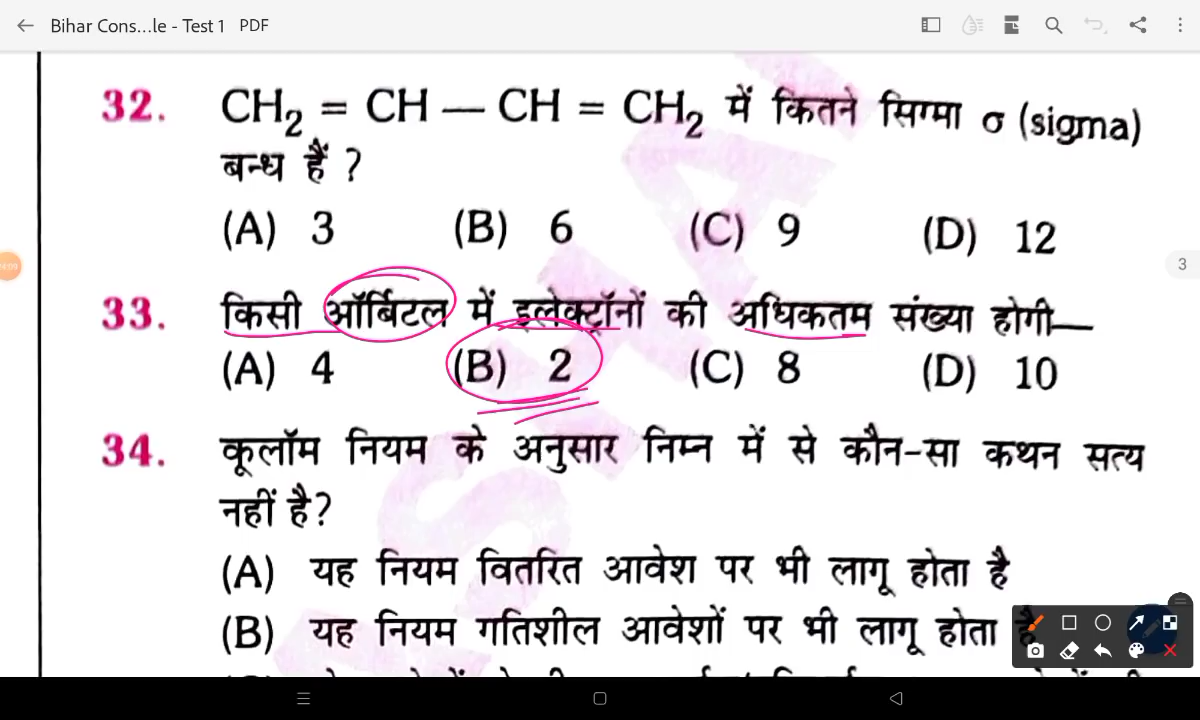 Bihar Cons...le - Test 1 PDF
32. CH₂ = CH — CH = CH₂ में कितने सिग्मा σ (sigma)
बन्ध हैं ?
(A) 3 (B) 6 (C) 9 (D) 12
3
33. किसी ऑर्बिटल में इलेक्ट्रॉनों की अधिकतम संख्या होगी—
(A) 4 (B) 2 (C) 8 (D) 10
34. कूलॉम नियम के अनुसार निम्न में से कौन-सा कथन सत्य
नहीं है?
(A) यह नियम वितरित आवेश पर भी लागू होता है
(B) यह नियम गतिशील आवेशों पर भी लागू होता है